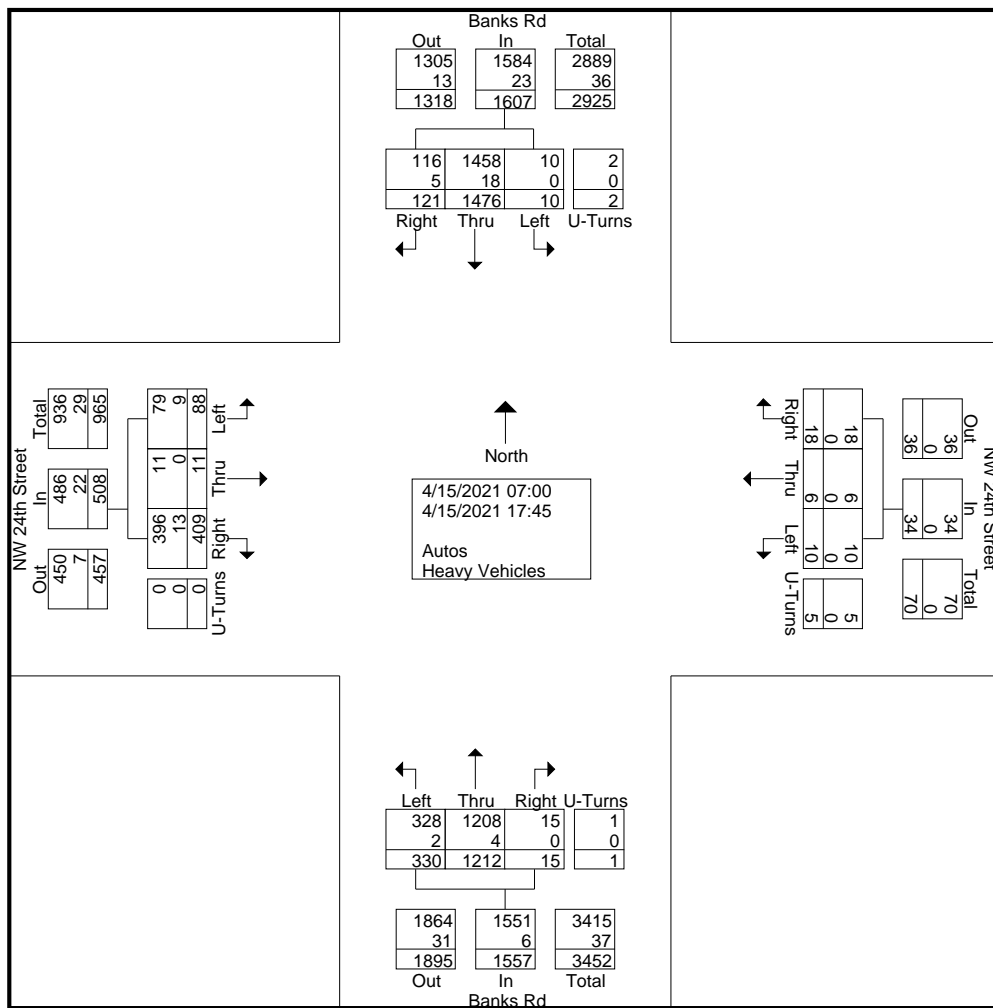 Banks Rd
Out In Total
1305 1584 2889
13 23 36
1318 1607 2925
116 1458 10 2
5 18 0 0
121 1476 10 2
Right Thru Left U-Turns
NW 24th Street
Total In Out
936 486 450
29 22 7
965 508 457
79 11 396 0
9 0 13 0
88 11 409 0
Left Thru Right U-Turns
North
4/15/2021 07:00
4/15/2021 17:45
Autos
Heavy Vehicles
NW 24th Street
Out In Total
36 34 70
0 0 0
36 34 70
18 6 10 5
0 0 0 0
18 6 10 5
Right Thru Left U-Turns
Left Thru Right U-Turns
328 1208 15 1
2 4 0 0
330 1212 15 1
1864 1551 3415
31 6 37
1895 1557 3452
Out In Total
Banks Rd